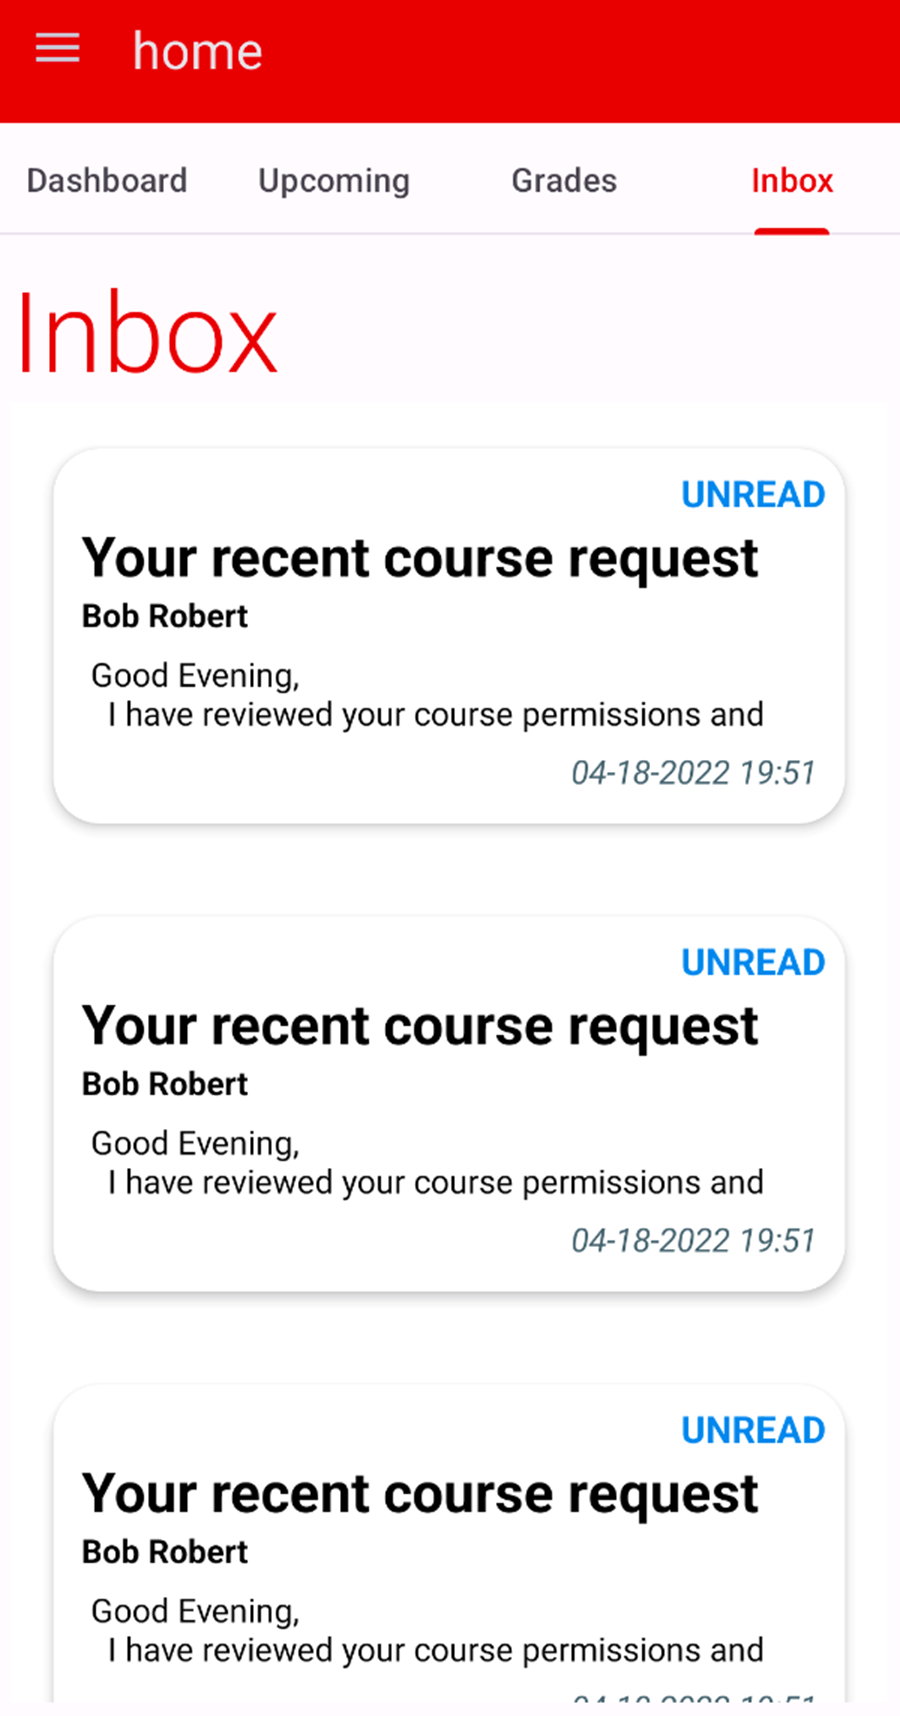 home
Dashboard Upcoming Grades Inbox
Inbox
UNREAD
Your recent course request
Bob Robert
Good Evening,
I have reviewed your course permissions and
04-18-2022 19:51
UNREAD
Your recent course request
Bob Robert
Good Evening,
I have reviewed your course permissions and
04-18-2022 19:51
UNREAD
Your recent course request
Bob Robert
Good Evening,
I have reviewed your course permissions and